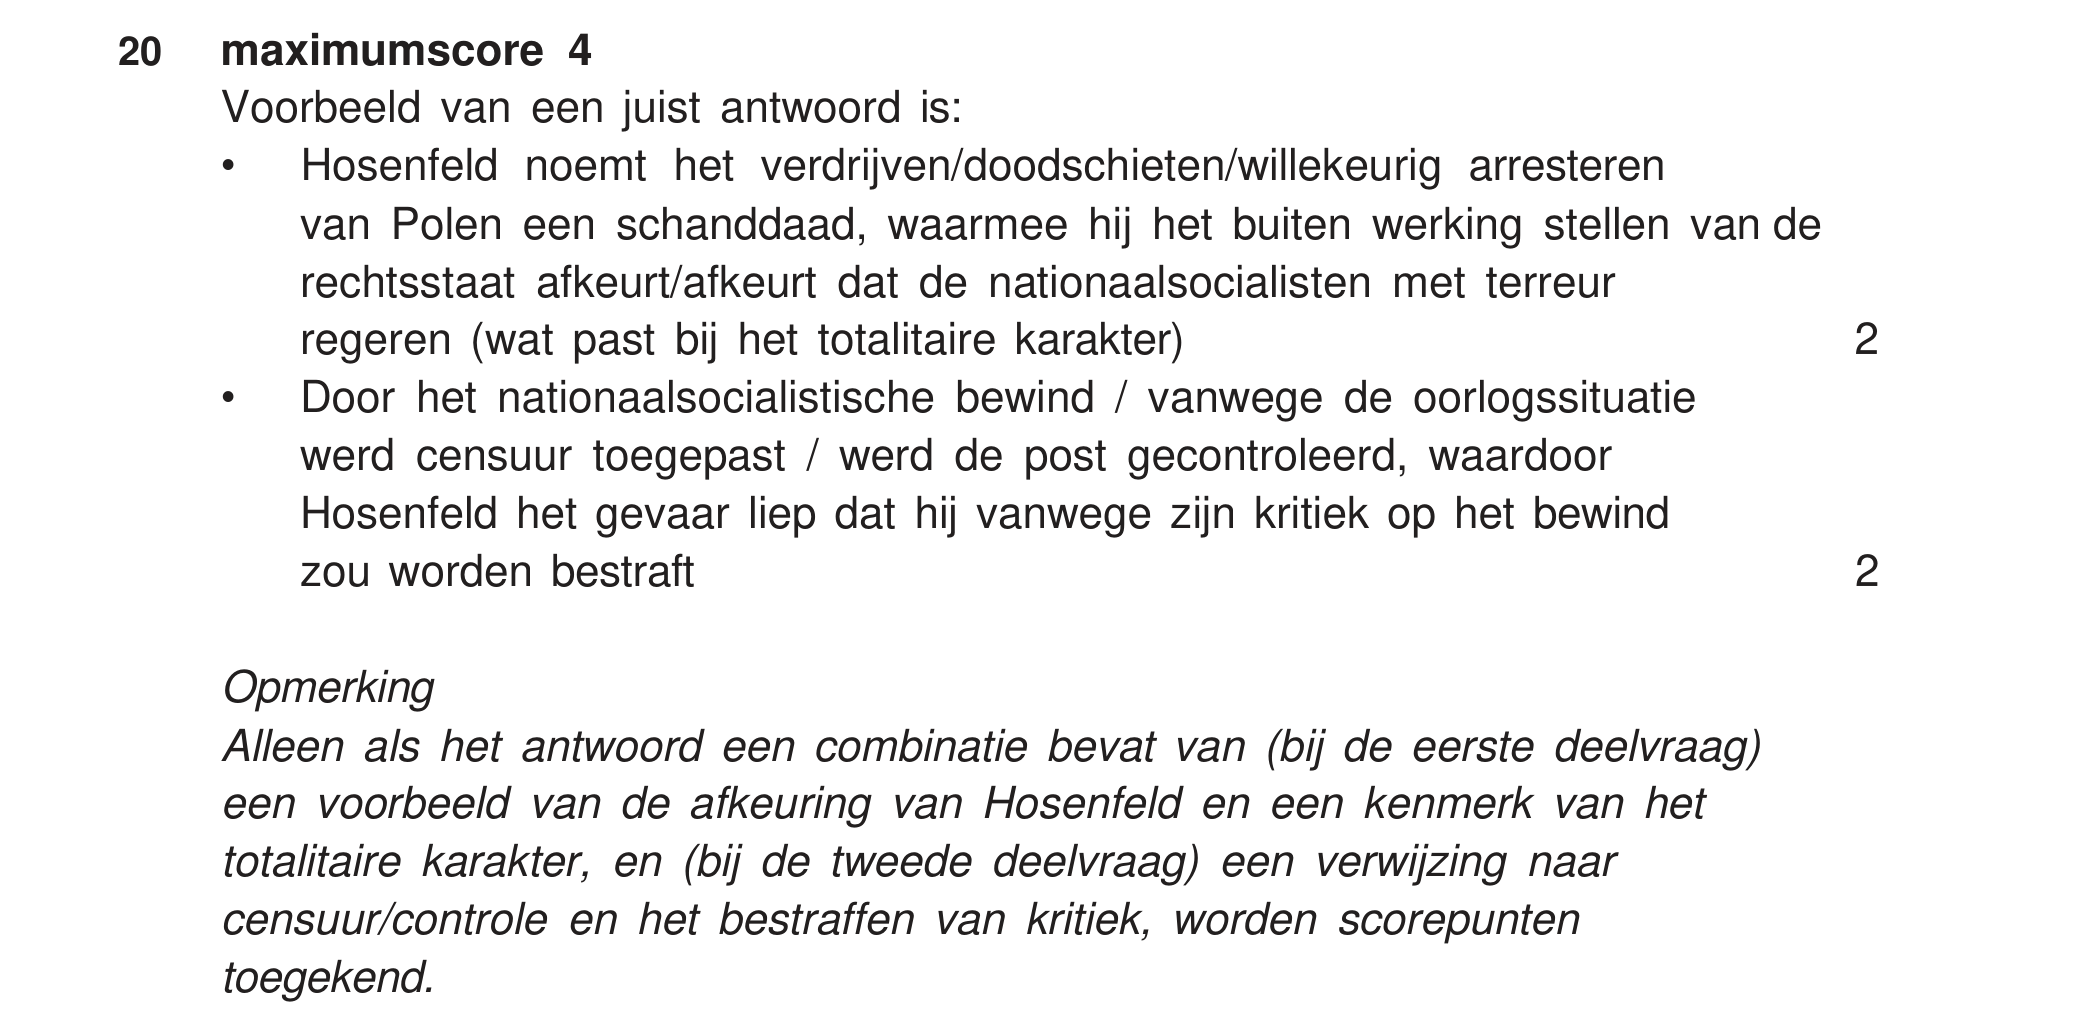 20 maximumscore 4
Voorbeeld van een juist antwoord is:
• Hosenfeld noemt het verdrijven/doodschieten/willekeurig arresteren
van Polen een schanddaad, waarmee hij het buiten werking stellen van de
rechtsstaat afkeurt/afkeurt dat de nationaalsocialisten met terreur
regeren (wat past bij het totalitaire karakter) 2
• Door het nationaalsocialistische bewind / vanwege de oorlogssituatie
werd censuur toegepast / werd de post gecontroleerd, waardoor
Hosenfeld het gevaar liep dat hij vanwege zijn kritiek op het bewind
zou worden bestraft 2
Opmerking
Alleen als het antwoord een combinatie bevat van (bij de eerste deelvraag)
een voorbeeld van de afkeuring van Hosenfeld en een kenmerk van het
totalitaire karakter, en (bij de tweede deelvraag) een verwijzing naar
censuur/controle en het bestraffen van kritiek, worden scorepunten
toegekend.